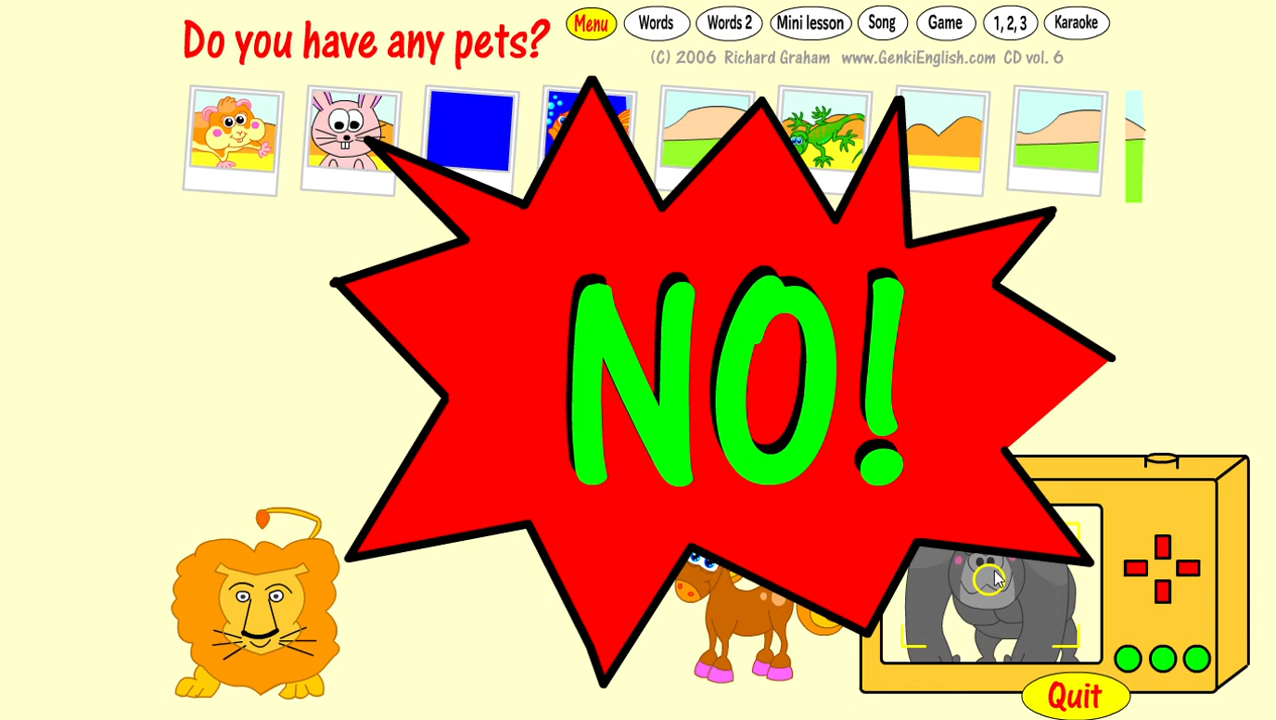 Do you have any pets?
Menu
Words
Words 2
Mini lesson
Song
Game
1, 2, 3
Karaoke
(C) 2006 Richard Graham www.GenkiEnglish.com CD vol. 6
NO!
Quit